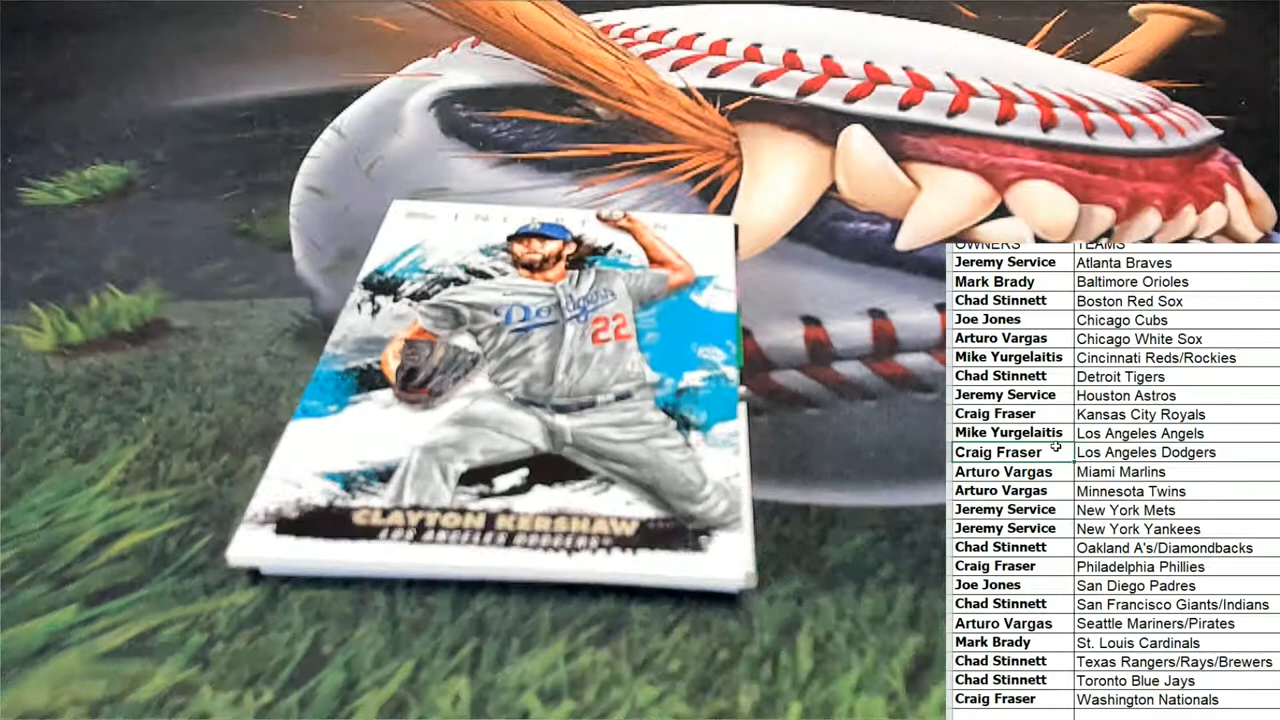 INCEPTION
Dodgers
22
CLAYTON KERSHAW
LOS ANGELES DODGERS
OWNERS TEAMS
Jeremy Service Atlanta Braves
Mark Brady Baltimore Orioles
Chad Stinnett Boston Red Sox
Joe Jones Chicago Cubs
Arturo Vargas Chicago White Sox
Mike Yurgelaitis Cincinnati Reds/Rockies
Chad Stinnett Detroit Tigers
Jeremy Service Houston Astros
Craig Fraser Kansas City Royals
Mike Yurgelaitis Los Angeles Angels
Craig Fraser Los Angeles Dodgers
Arturo Vargas Miami Marlins
Arturo Vargas Minnesota Twins
Jeremy Service New York Mets
Jeremy Service New York Yankees
Chad Stinnett Oakland A's/Diamondbacks
Craig Fraser Philadelphia Phillies
Joe Jones San Diego Padres
Chad Stinnett San Francisco Giants/Indians
Arturo Vargas Seattle Mariners/Pirates
Mark Brady St. Louis Cardinals
Chad Stinnett Texas Rangers/Rays/Brewers
Chad Stinnett Toronto Blue Jays
Craig Fraser Washington Nationals